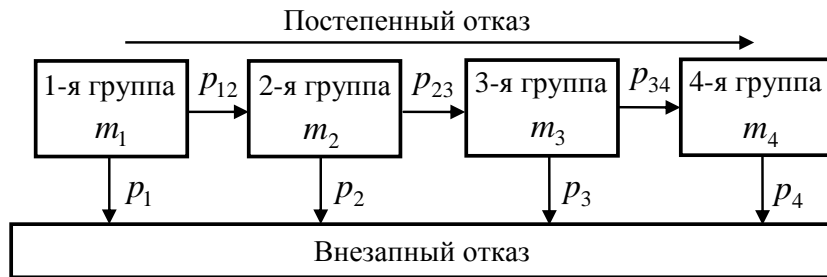 Постепенный отказ
1-я группа p₁₂ 2-я группа p₂₃ 3-я группа p₃₄ 4-я группа
m₁ m₂ m₃ m₄
p₁ p₂ p₃ p₄
Внезапный отказ